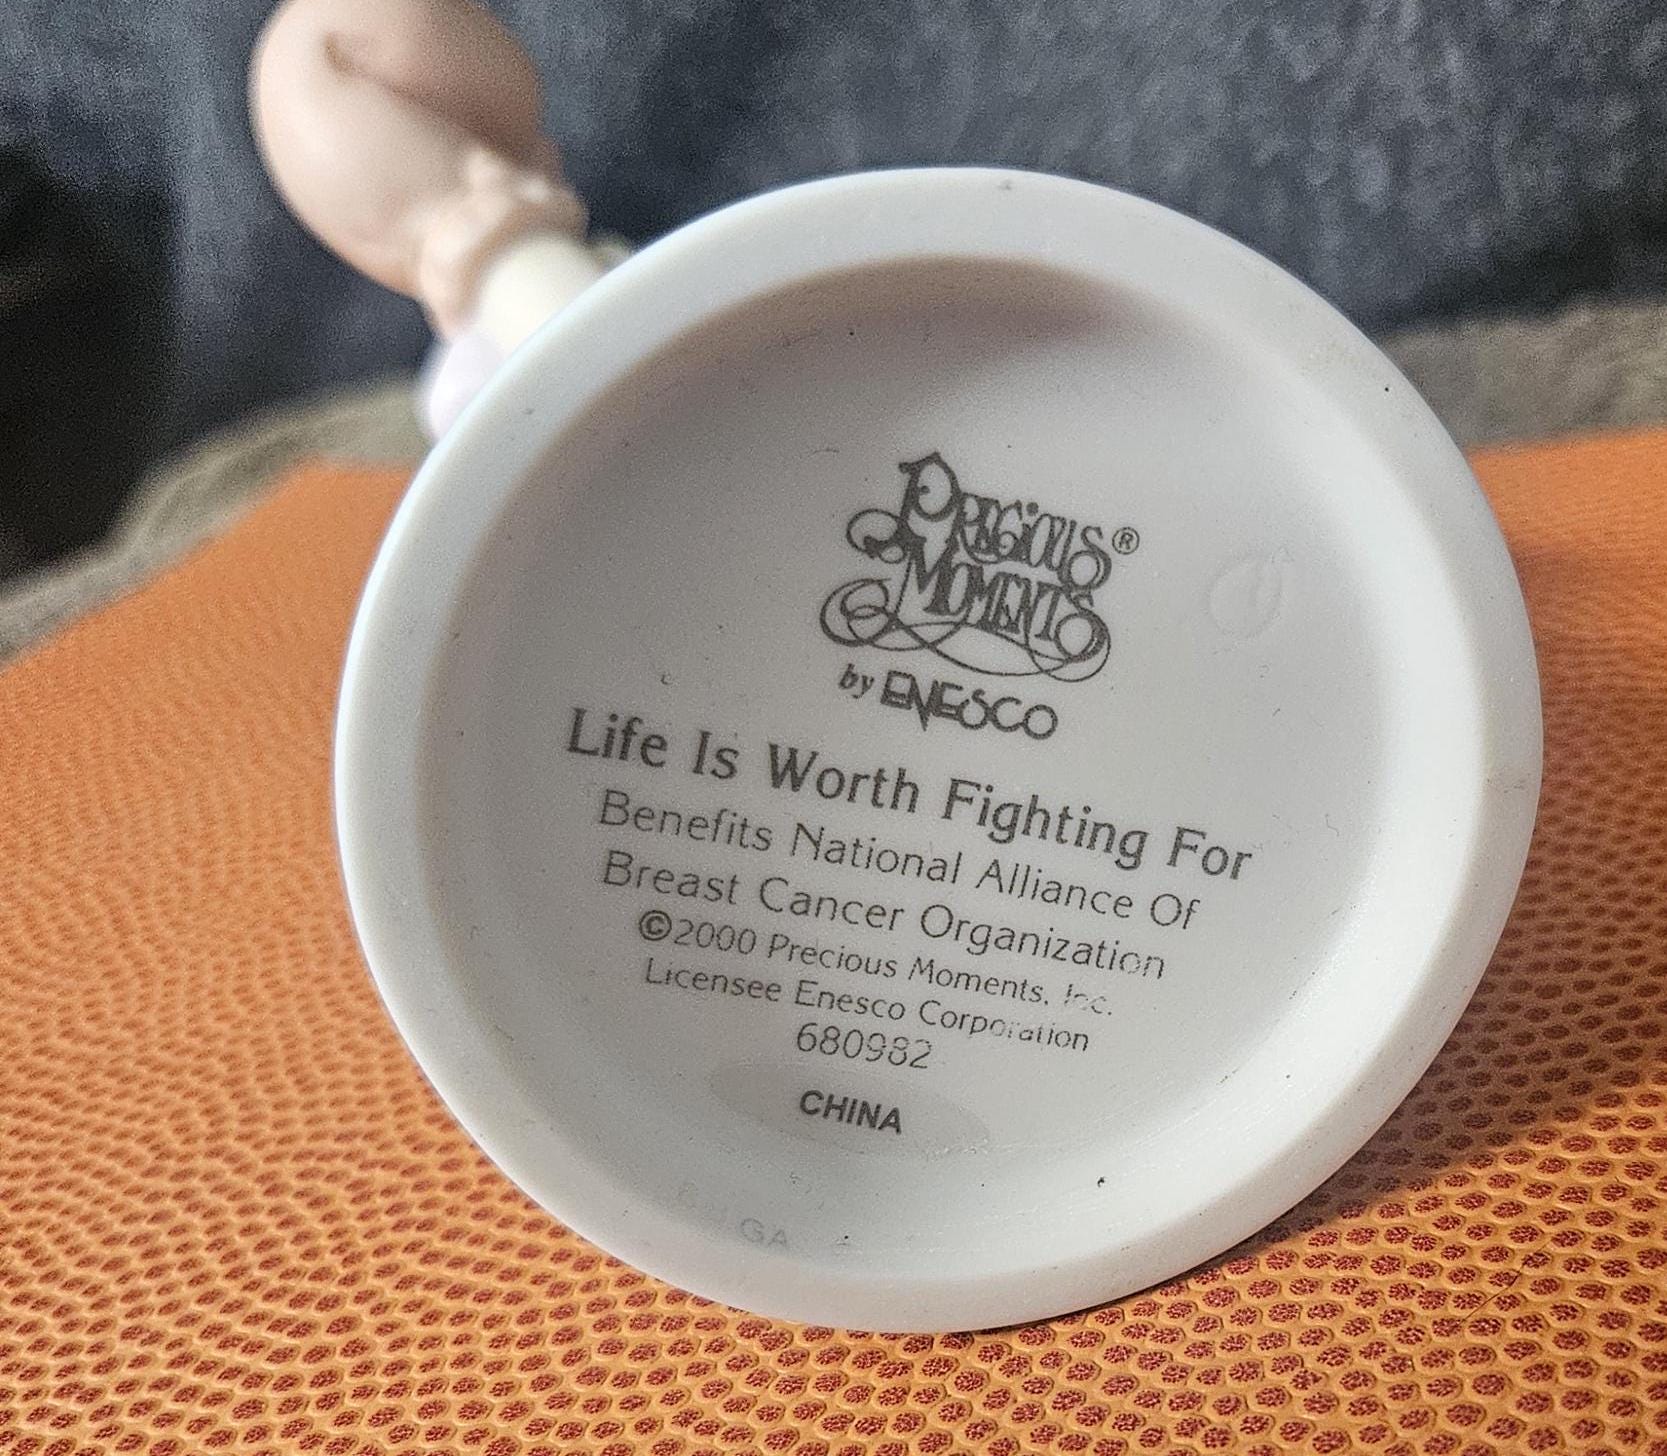 PRECIOUS ®
MOMENTS
by ENESCO
Life Is Worth Fighting For
Benefits National Alliance Of
Breast Cancer Organization
©2000 Precious Moments, Inc.
Licensee Enesco Corporation
680982
CHINA
GA